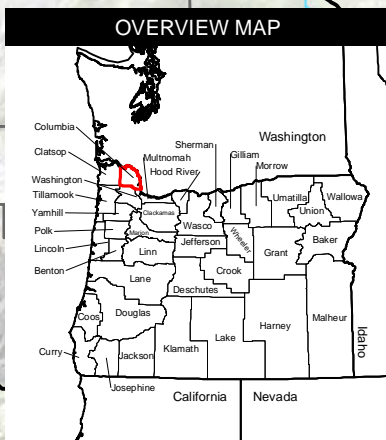 OVERVIEW MAP
Columbia
Clatsop
Washington
Tillamook
Yamhill
Polk
Lincoln
Benton
Multnomah
Hood River
Sherman
Washington
Gilliam
Morrow
Clackamas
Marion
Wasco
Wheeler
Umatilla
Union
Wallowa
Linn
Jefferson
Grant
Baker
Lane
Crook
Deschutes
Coos
Douglas
Malheur
Idaho
Curry
Jackson
Klamath
Lake
Harney
Josephine
California
Nevada